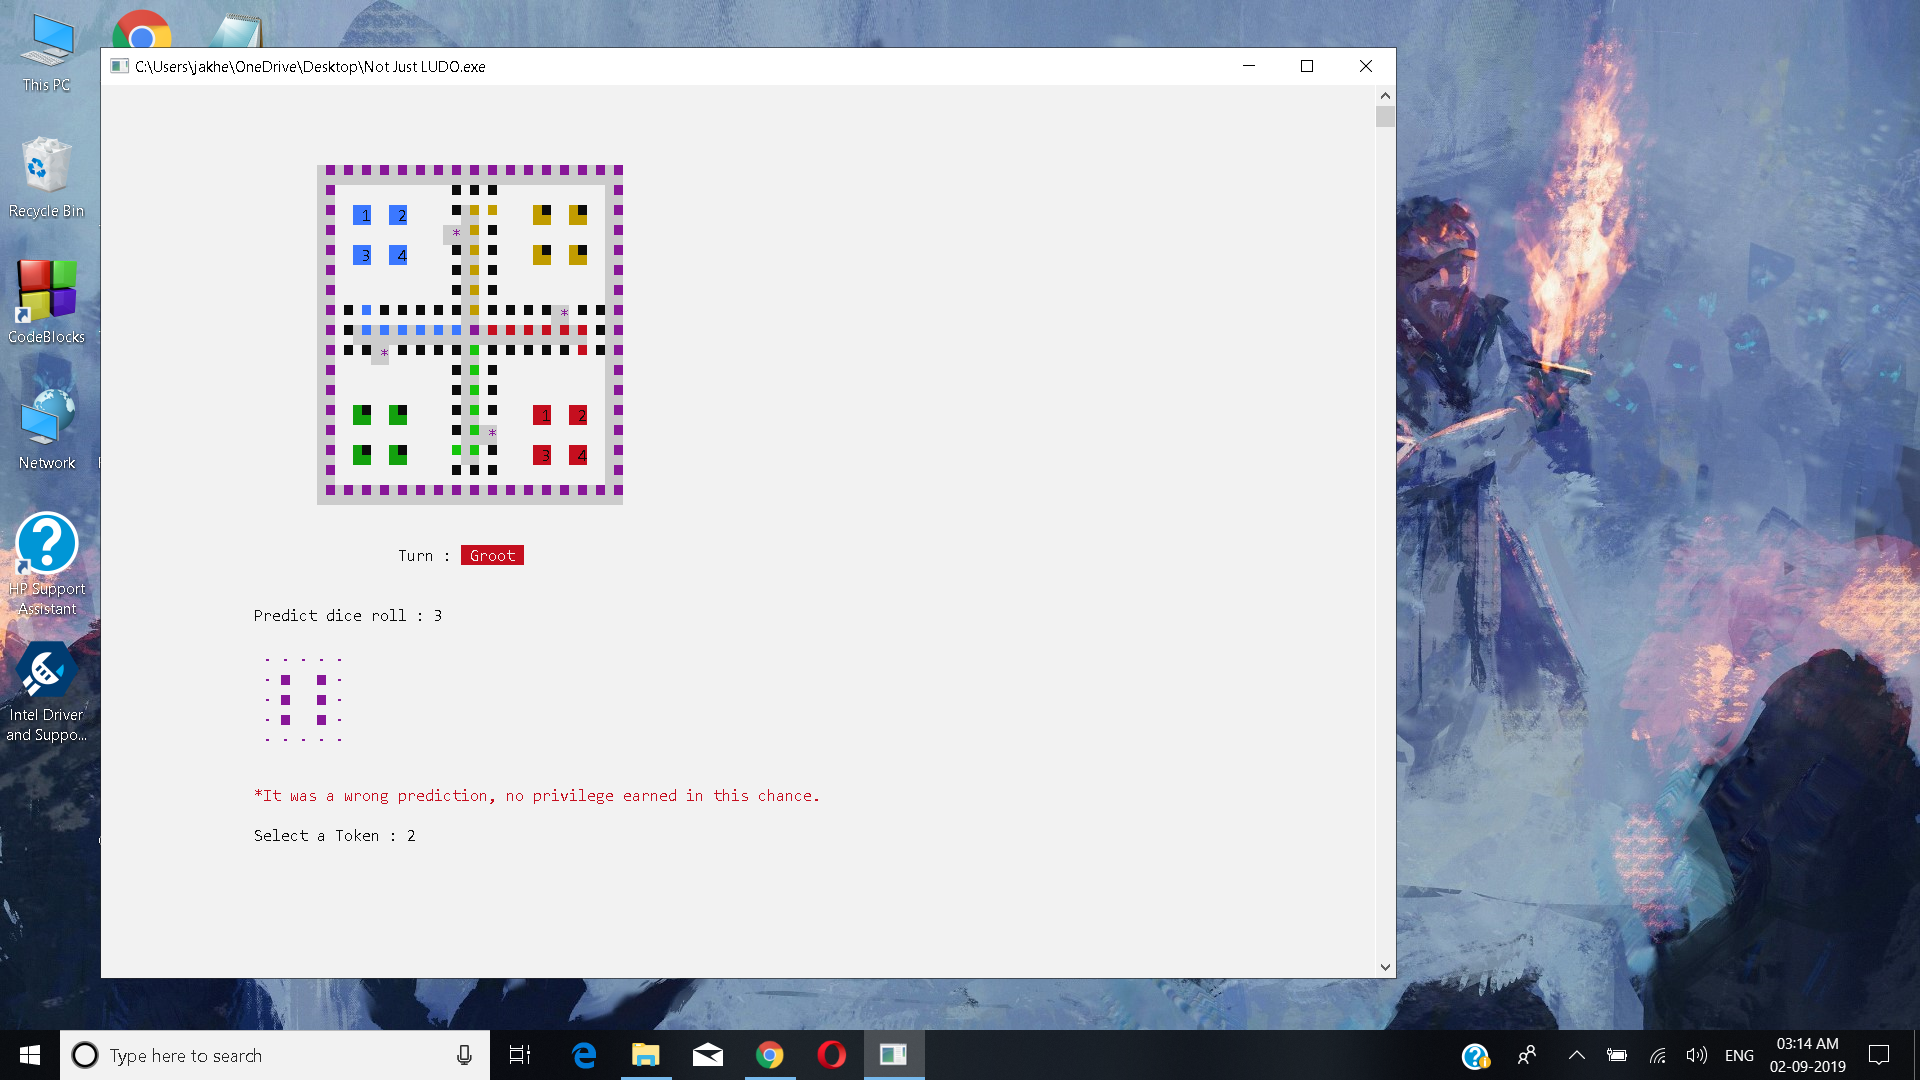 This PC
Recycle Bin
CodeBlocks
Network
HP Support
Assistant
Intel Driver
and Suppo...
C:\Users\jakhe\OneDrive\Desktop\Not Just LUDO.exe
1 2
*
3 4
*
*
1 2
*
3 4
Turn : Groot
Predict dice roll : 3
*It was a wrong prediction, no privilege earned in this chance.
Select a Token : 2
Type here to search
ENG
03:14 AM
02-09-2019